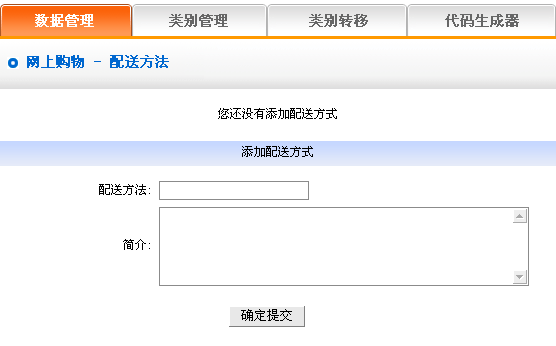 数据管理 类别管理 类别转移 代码生成器
网上购物 - 配送方法
您还没有添加配送方式
添加配送方式
配送方法:
简介:
确定提交